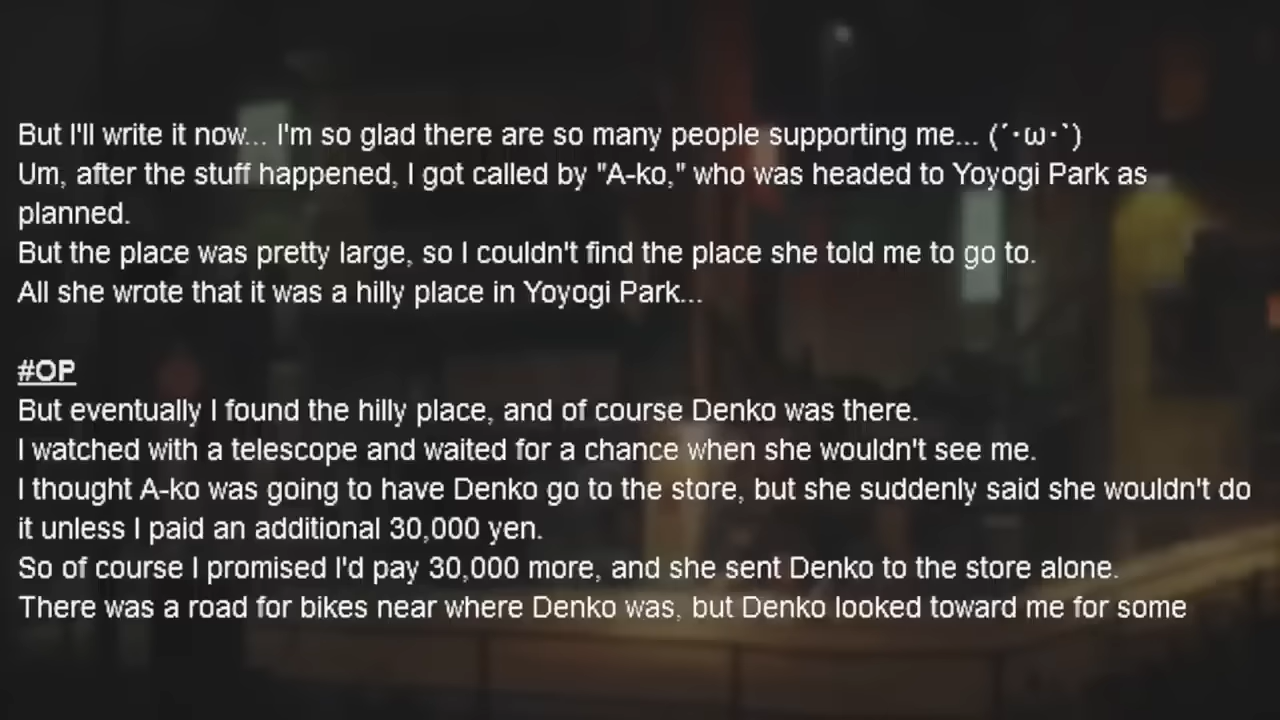 But I'll write it now... I'm so glad there are so many people supporting me... (´･ω･`)
Um, after the stuff happened, I got called by "A-ko," who was headed to Yoyogi Park as
planned.
But the place was pretty large, so I couldn't find the place she told me to go to.
All she wrote that it was a hilly place in Yoyogi Park...
#OP
But eventually I found the hilly place, and of course Denko was there.
I watched with a telescope and waited for a chance when she wouldn't see me.
I thought A-ko was going to have Denko go to the store, but she suddenly said she wouldn't do
it unless I paid an additional 30,000 yen.
So of course I promised I'd pay 30,000 more, and she sent Denko to the store alone.
There was a road for bikes near where Denko was, but Denko looked toward me for some